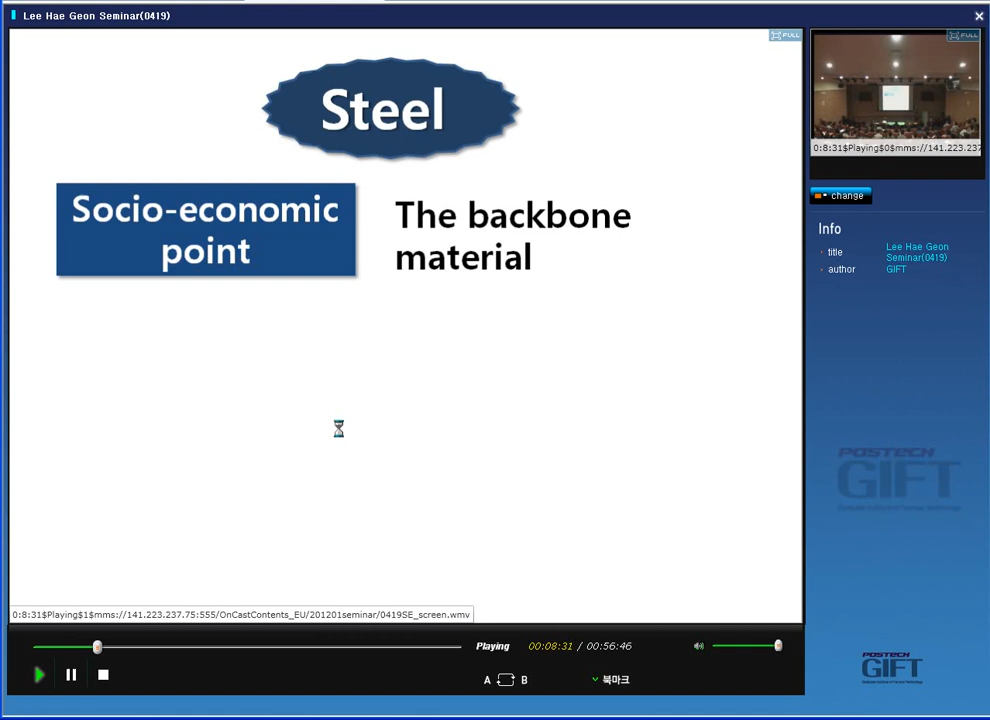 Lee Hae Geon Seminar(0419)
FULL
FULL
Steel
Socio-economic
point
The backbone
material
0:8:31$Playing$0$mms://141.223.237
change
Info
title
Lee Hae Geon
Seminar(0419)
author
GIFT
POSTECH
GIFT
0:8:31$Playing$1$mms://141.223.237.75:555/OnCastContents_EU/201201seminar/0419SE_screen.wmv
Playing
00:08:31 / 00:56:46
A B
북마크
POSTECH
GIFT